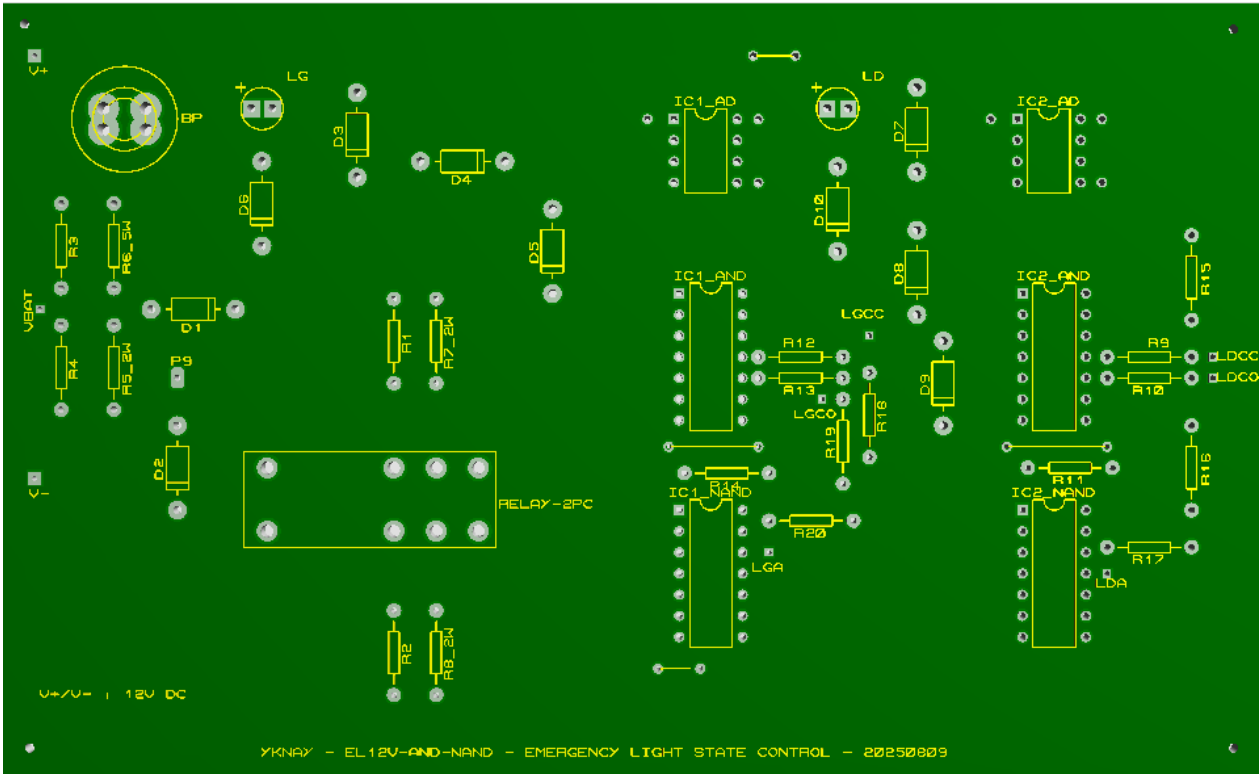 V+
LG
LD
BP
+
+
D3
D4
D6
D5
IC1_AD
D7
IC2_AD
D10
D8
R3
R6_5W
VBAT
D1
R4
R5_2W
P9
R1
R7_2W
IC1_AND
LGCC
IC2_AND
R15
R12
R13
LGCO
R19
R18
D9
R9
LDCC
R10
LDCO
D2
V-
RELAY-2PC
R14
IC1_NAND
R20
LGA
R11
IC2_NAND
R16
R17
LDA
R2
R8_2W
V+/V- : 12V DC
YKNAY - EL12V-AND-NAND - EMERGENCY LIGHT STATE CONTROL - 20250809